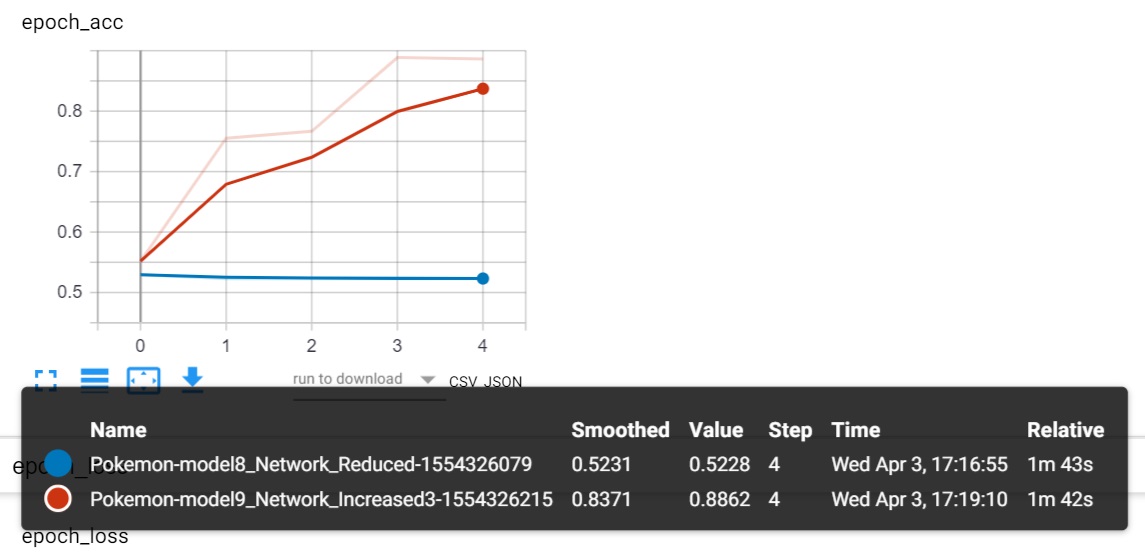 epoch_acc
0.8
0.7
0.6
0.5
0 1 2 3 4
run to download CSV JSON
Name Smoothed Value Step Time Relative
Pokemon-model8_Network_Reduced-1554326079 0.5231 0.5228 4 Wed Apr 3, 17:16:55 1m 43s
Pokemon-model9_Network_Increased3-1554326215 0.8371 0.8862 4 Wed Apr 3, 17:19:10 1m 42s
epoch_loss